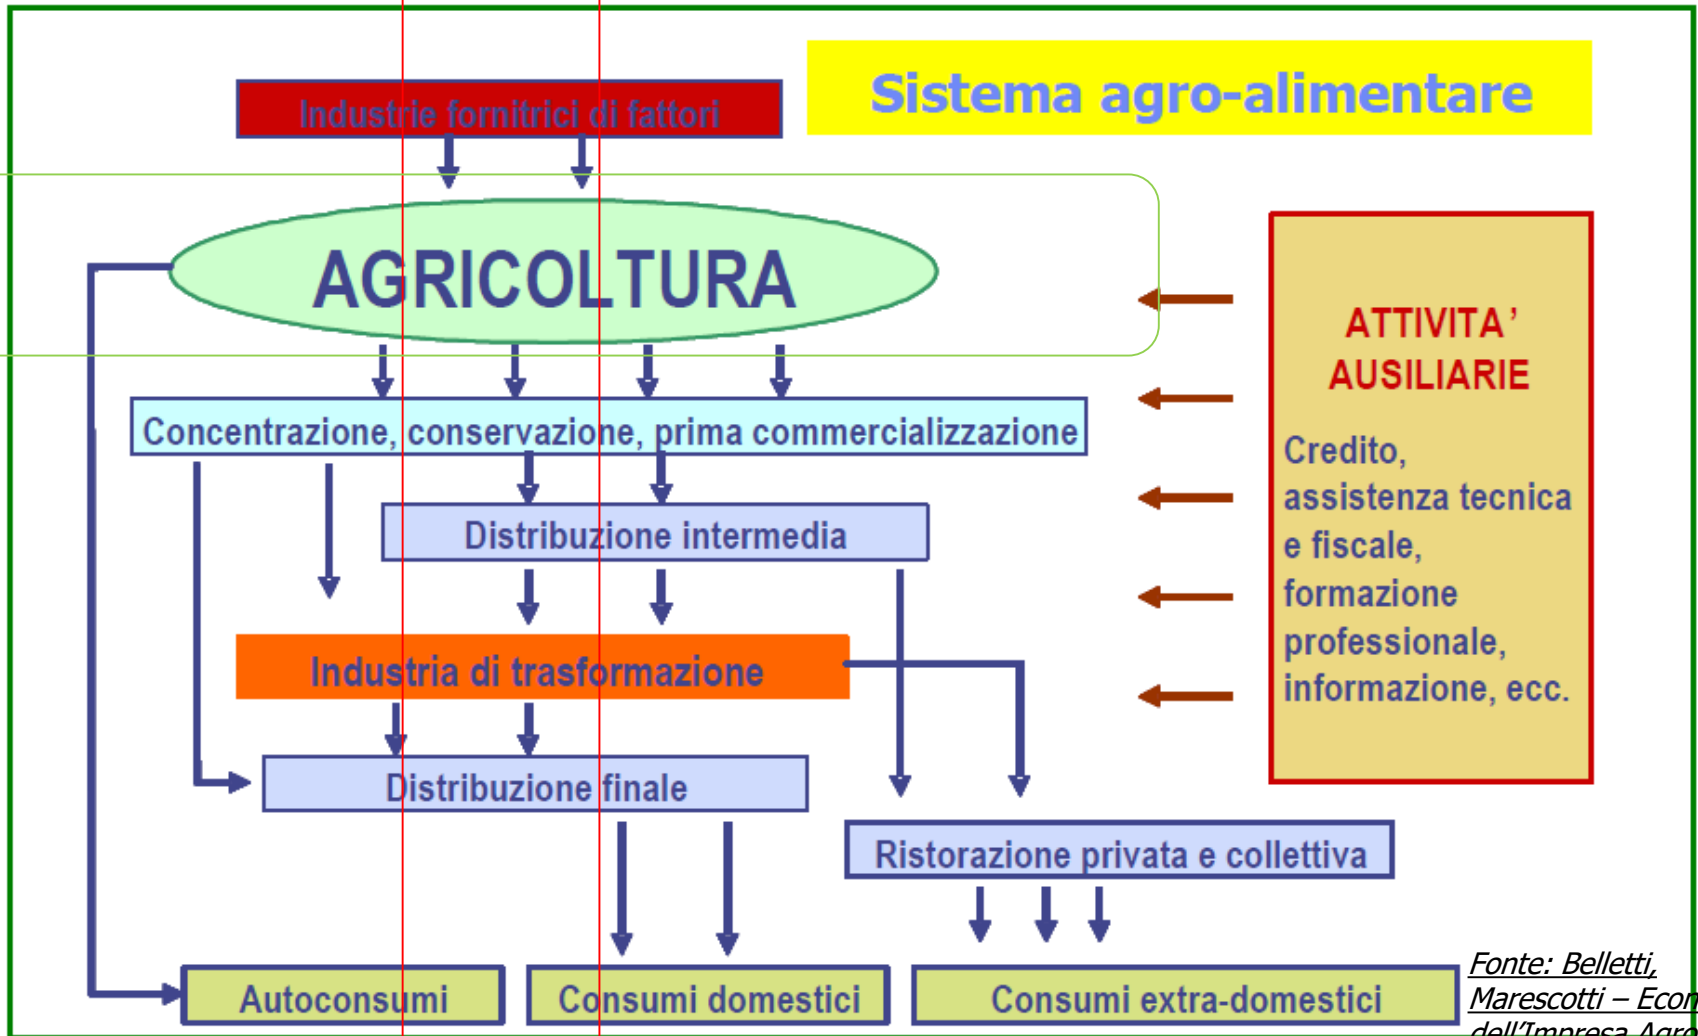 Sistema agro-alimentare
Industrie fornitrici di fattori
AGRICOLTURA
Concentrazione, conservazione, prima commercializzazione
Distribuzione intermedia
Industria di trasformazione
Distribuzione finale
Ristorazione privata e collettiva
Autoconsumi
Consumi domestici
Consumi extra-domestici
ATTIVITA’
AUSILIARIE
Credito,
assistenza tecnica
e fiscale,
formazione
professionale,
informazione, ecc.
Fonte: Belletti,
Marescotti –
dell’Impresa